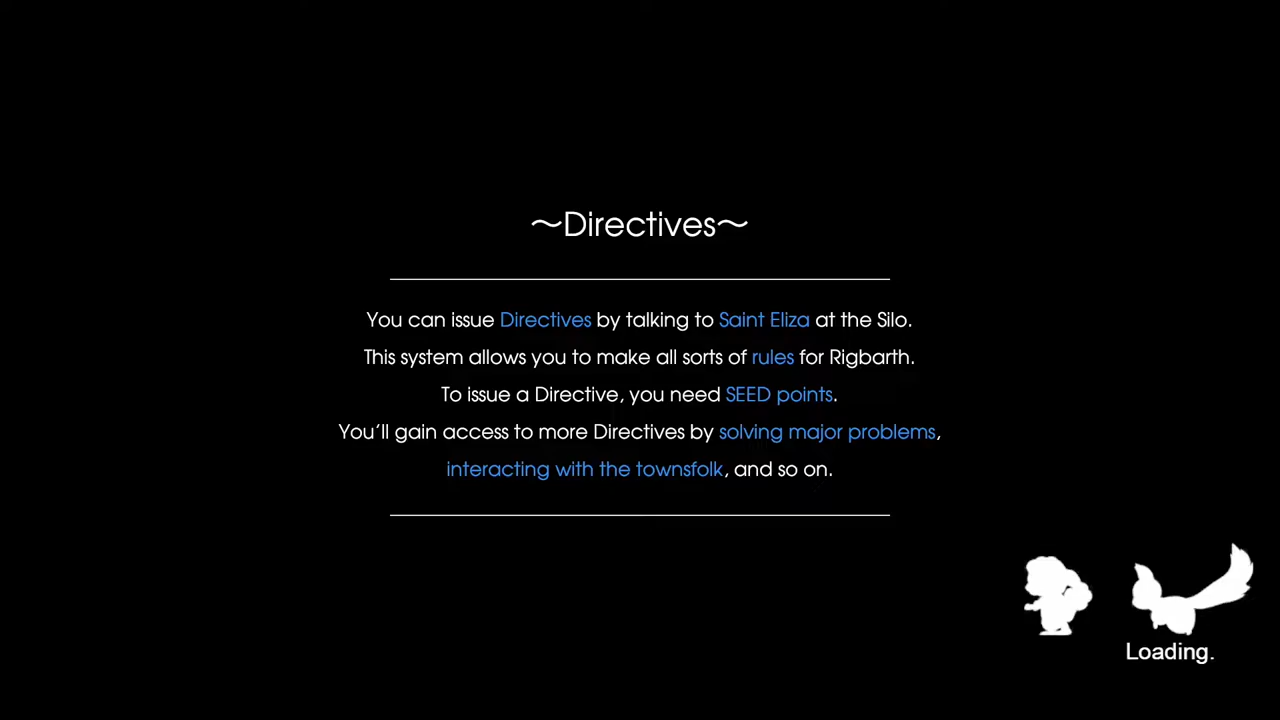 ～Directives～
You can issue Directives by talking to Saint Eliza at the Silo.
This system allows you to make all sorts of rules for Rigbarth.
To issue a Directive, you need SEED points.
You’ll gain access to more Directives by solving major problems,
interacting with the townsfolk, and so on.
Loading.